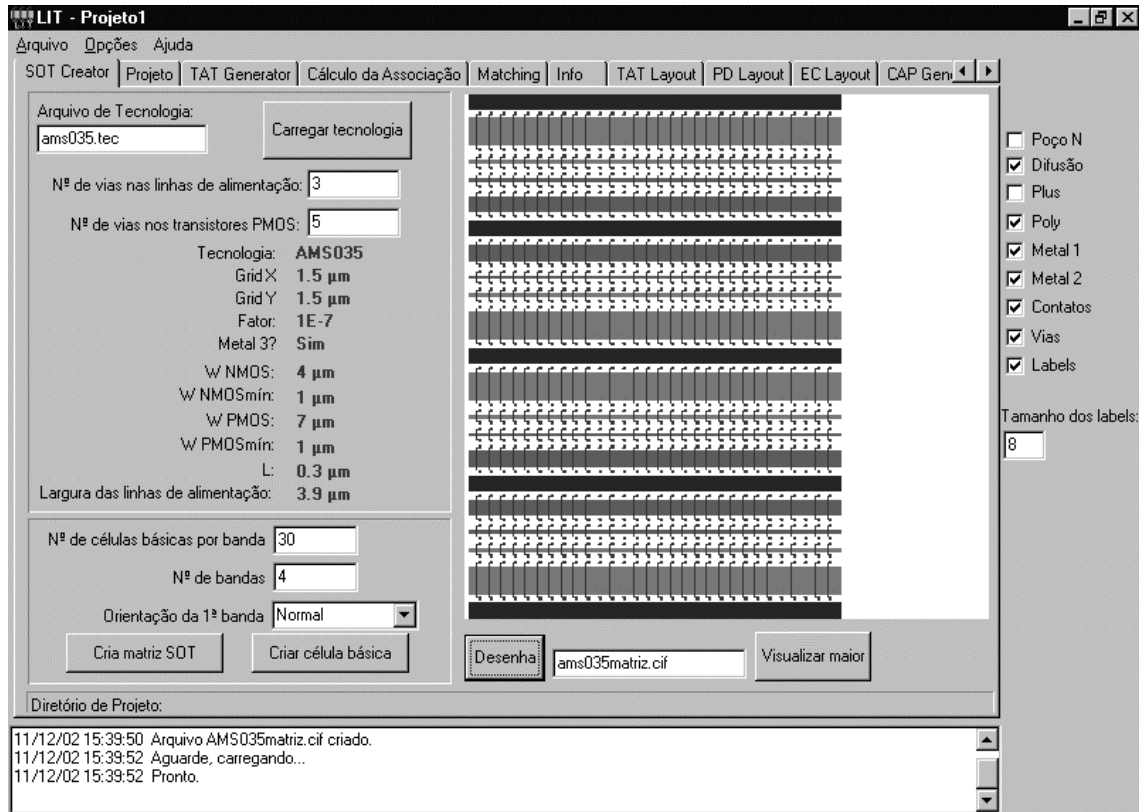 LIT - Projeto1
Arquivo Opções Ajuda
SOT Creator Projeto TAT Generator Cálculo da Associação Matching Info TAT Layout PD Layout EC Layout CAP Gen
Arquivo de Tecnologia:
ams035.tec
Carregar tecnologia
Nº de vias nas linhas de alimentação: 3
Nº de vias nos transistores PMOS: 5
Tecnologia: AMS035
Grid X 1.5 µm
Grid Y 1.5 µm
Fator: 1E-7
Metal 3? Sim
W NMOS: 4 µm
W NMOSmín: 1 µm
W PMOS: 7 µm
W PMOSmín: 1 µm
L: 0.3 µm
Largura das linhas de alimentação: 3.9 µm
Nº de células básicas por banda 30
Nº de bandas 4
Orientação da 1ª banda Normal
Cria matriz SOT Criar célula básica
Desenha ams035matriz.cif Visualizar maior
Poço N
Difusão
Plus
Poly
Metal 1
Metal 2
Contatos
Vias
Labels
Tamanho dos labels:
8
Diretório de Projeto:
11/12/02 15:39:50 Arquivo AMS035matriz.cif criado.
11/12/02 15:39:52 Aguarde, carregando...
11/12/02 15:39:52 Pronto.